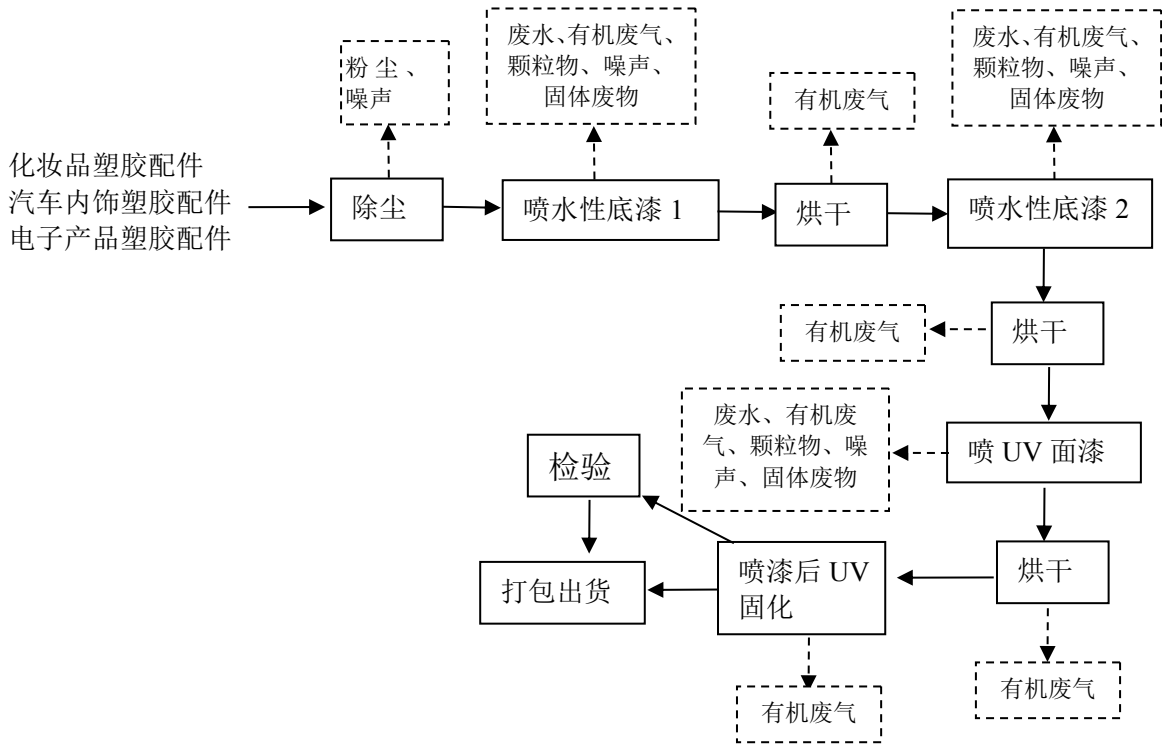 粉 尘 、
噪声
废水、有机废气、
颗粒物、噪声、
固体废物
有机废气
废水、有机废气、
颗粒物、噪声、
固体废物
化妆品塑胶配件
汽车内饰塑胶配件
电子产品塑胶配件
除尘
喷水性底漆 1
烘干
喷水性底漆 2
有机废气
烘干
废水、有机废
气、颗粒物、噪
声、固体废物
喷 UV 面漆
检验
打包出货
喷漆后 UV
固化
烘干
有机废气
有机废气